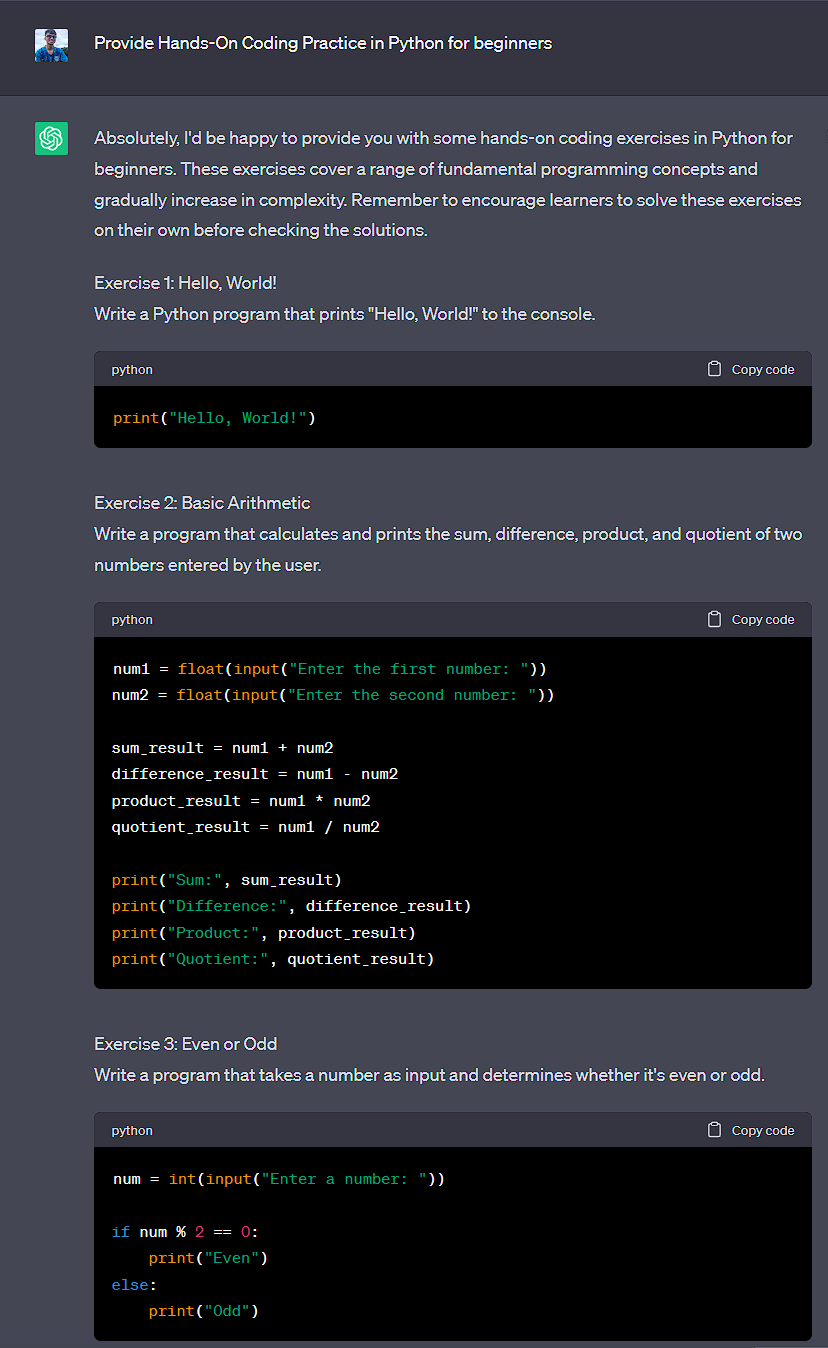 Provide Hands-On Coding Practice in Python for beginners
Absolutely, I'd be happy to provide you with some hands-on coding exercises in Python for
beginners. These exercises cover a range of fundamental programming concepts and
gradually increase in complexity. Remember to encourage learners to solve these exercises
on their own before checking the solutions.
Exercise 1: Hello, World!
Write a Python program that prints "Hello, World!" to the console.
python Copy code
print("Hello, World!")
Exercise 2: Basic Arithmetic
Write a program that calculates and prints the sum, difference, product, and quotient of two
numbers entered by the user.
python Copy code
num1 = float(input("Enter the first number: "))
num2 = float(input("Enter the second number: "))
sum_result = num1 + num2
difference_result = num1 - num2
product_result = num1 * num2
quotient_result = num1 / num2
print("Sum:", sum_result)
print("Difference:", difference_result)
print("Product:", product_result)
print("Quotient:", quotient_result)
Exercise 3: Even or Odd
Write a program that takes a number as input and determines whether it's even or odd.
python Copy code
num = int(input("Enter a number: "))
if num % 2 == 0:
    print("Even")
else:
    print("Odd")